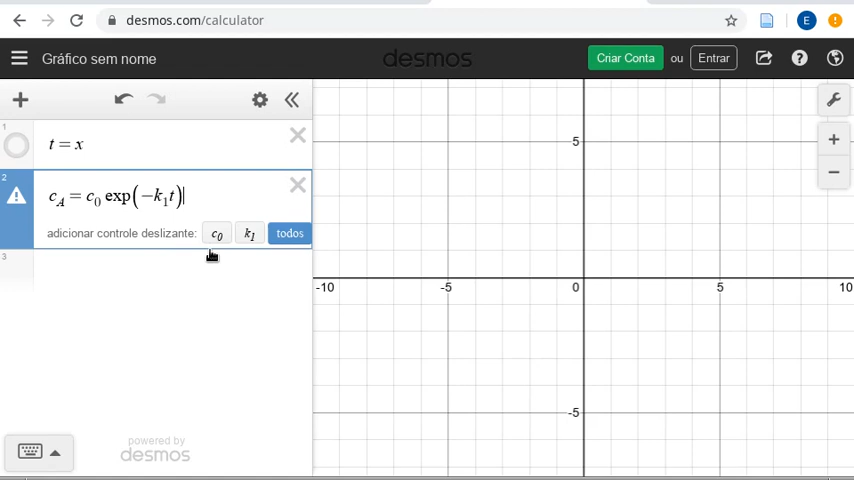 desmos.com/calculator
E
Gráfico sem nome
desmos
Criar Conta
ou
Entrar
1
t = x
2
c_A = c_0 exp(−k_1t)
adicionar controle deslizante: c_0 k_1 todos
3
5
-10 -5 0 5 10
-5
powered by
desmos